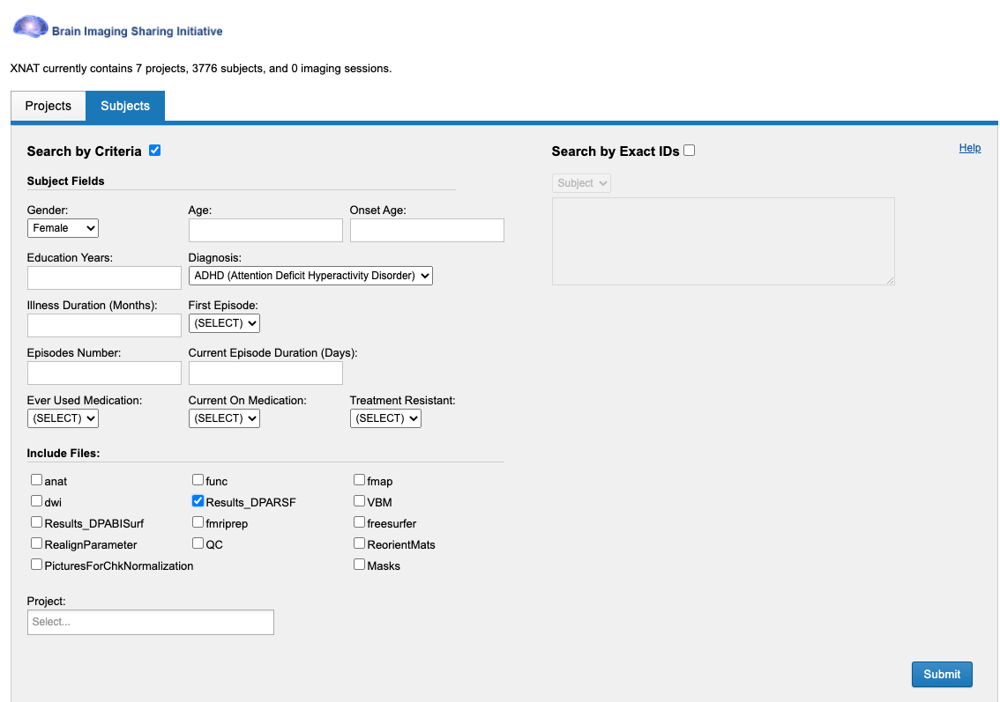 Brain Imaging Sharing Initiative
XNAT currently contains 7 projects, 3776 subjects, and 0 imaging sessions.
Projects Subjects
Search by Criteria
Subject Fields
Gender: Age: Onset Age:
Female
Education Years: Diagnosis:
ADHD (Attention Deficit Hyperactivity Disorder)
Illness Duration (Months): First Episode:
(SELECT)
Episodes Number: Current Episode Duration (Days):
Ever Used Medication: Current On Medication: Treatment Resistant:
(SELECT) (SELECT) (SELECT)
Include Files:
anat func fmap
dwi Results_DPARSF VBM
Results_DPABISurf fmriprep freesurfer
RealignParameter QC ReorientMats
PicturesForChkNormalization Masks
Project:
Select...
Search by Exact IDs
Help
Subject
Submit